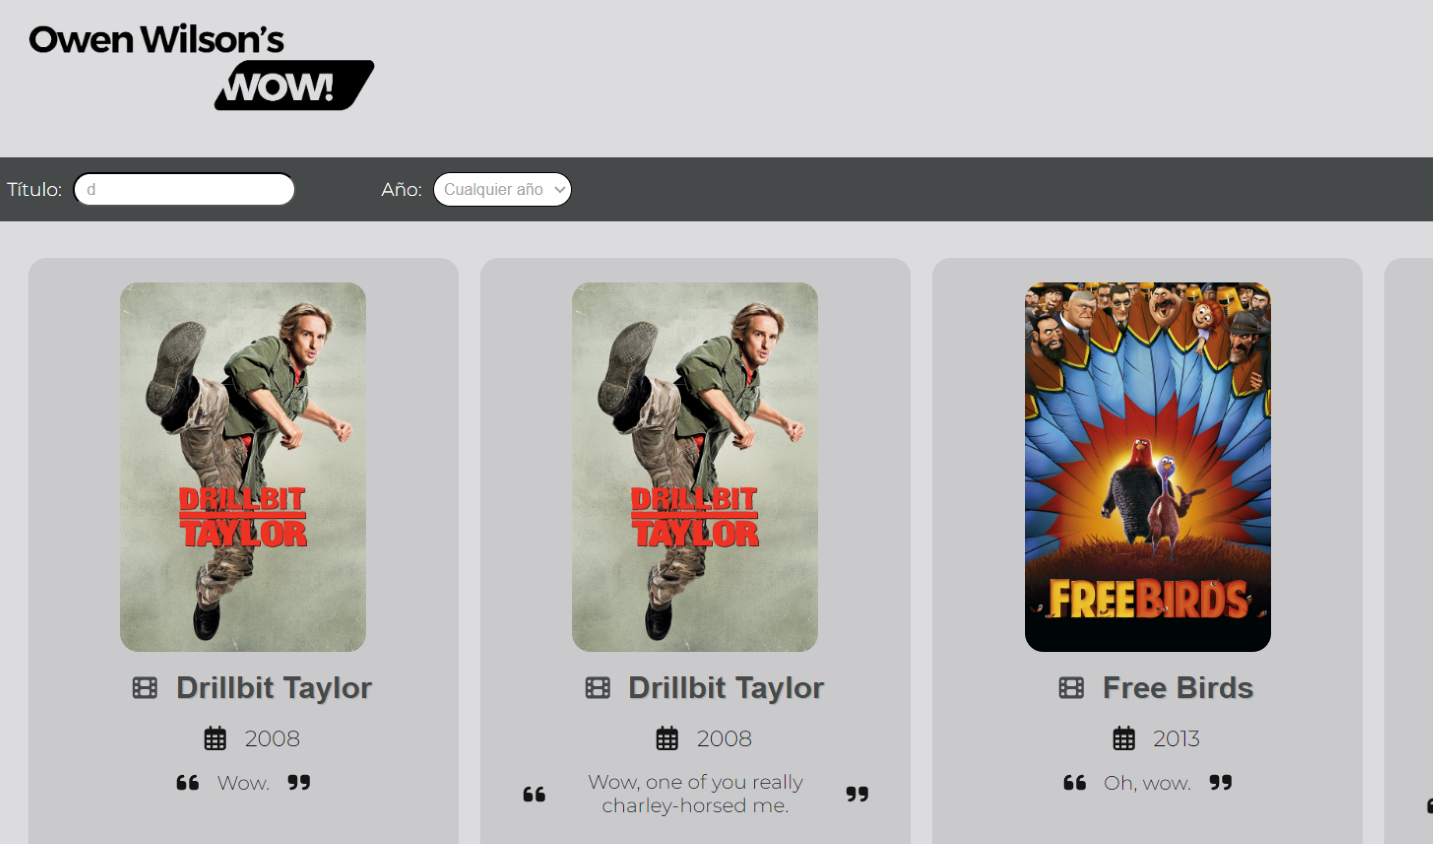 Owen Wilson's
WOW!
Título: d Año: Cualquier año
DRILLBIT
TAYLOR
DRILLBIT
TAYLOR
FREEBIRDS
Drillbit Taylor
2008
Wow.
Drillbit Taylor
2008
Wow, one of you really
charley-horsed me.
Free Birds
2013
Oh, wow.